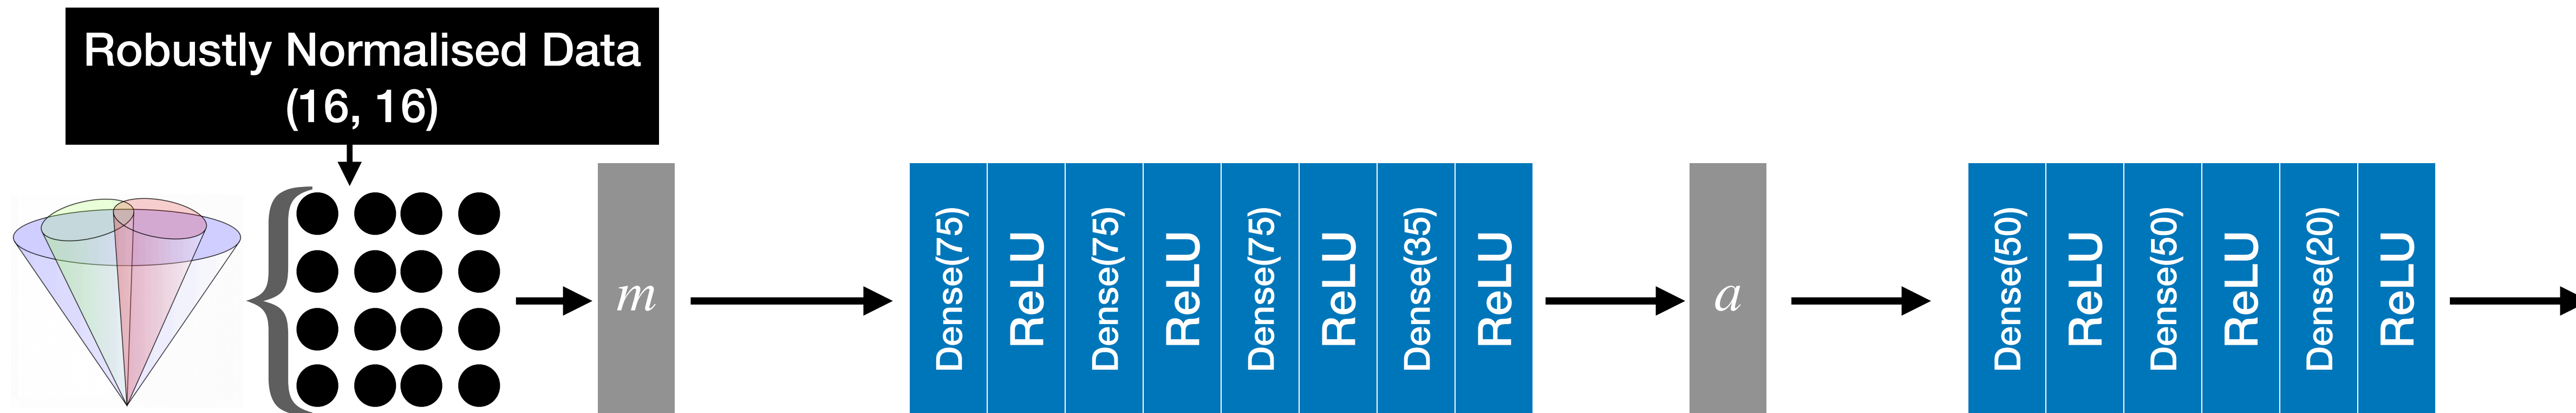 Robustly Normalised Data
(16, 16)
m
Dense(75)
ReLU
Dense(75)
ReLU
Dense(75)
ReLU
Dense(35)
ReLU
a
Dense(50)
ReLU
Dense(50)
ReLU
Dense(20)
ReLU